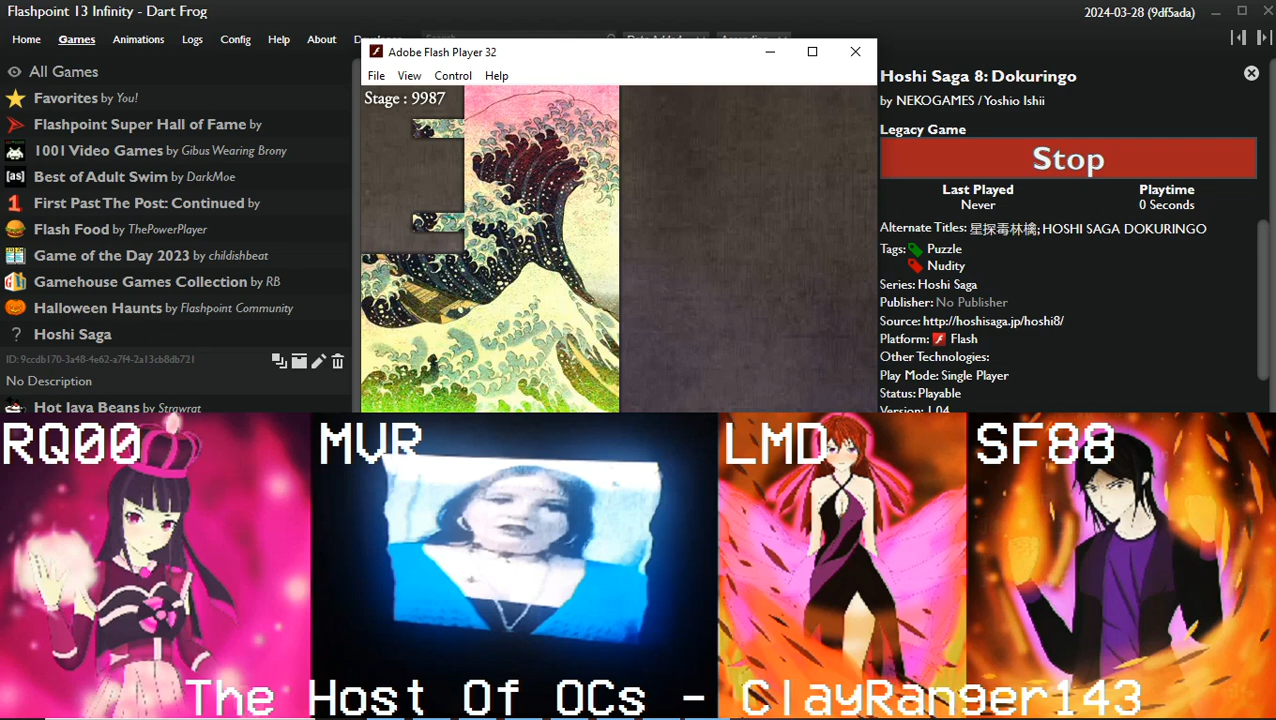 Flashpoint 13 Infinity - Dart Frog
2024-03-28 (9df5ada)
Home Games Animations Logs Config Help About
All Games
Favorites by You!
Flashpoint Super Hall of Fame by
1001 Video Games by Gibus Wearing Brony
[as] Best of Adult Swim by DarkMoe
1 First Past The Post: Continued by
Flash Food by ThePowerPlayer
Game of the Day 2023 by childishbeat
Gamehouse Games Collection by RB
Halloween Haunts by Flashpoint Community
? Hoshi Saga
ID: 9ccdb170-3a48-4e62-a7f4-2a13cb8db721
No Description
Hot Java Beans by Strawrat
Adobe Flash Player 32
File View Control Help
Stage : 9987
Hoshi Saga 8: Dokuringo
by NEKOGAMES / Yoshio Ishii
Legacy Game
Stop
Last Played Playtime
Never 0 Seconds
Alternate Titles: 星探毒林檎; HOSHI SAGA DOKURINGO
Tags: Puzzle
Nudity
Series: Hoshi Saga
Publisher: No Publisher
Source: http://hoshisaga.jp/hoshi8/
Platform: Flash
Other Technologies:
Play Mode: Single Player
Status: Playable
Version: 1.04
RQ00 MVR LMD SF88
The Host Of OCs - ClayRanger143